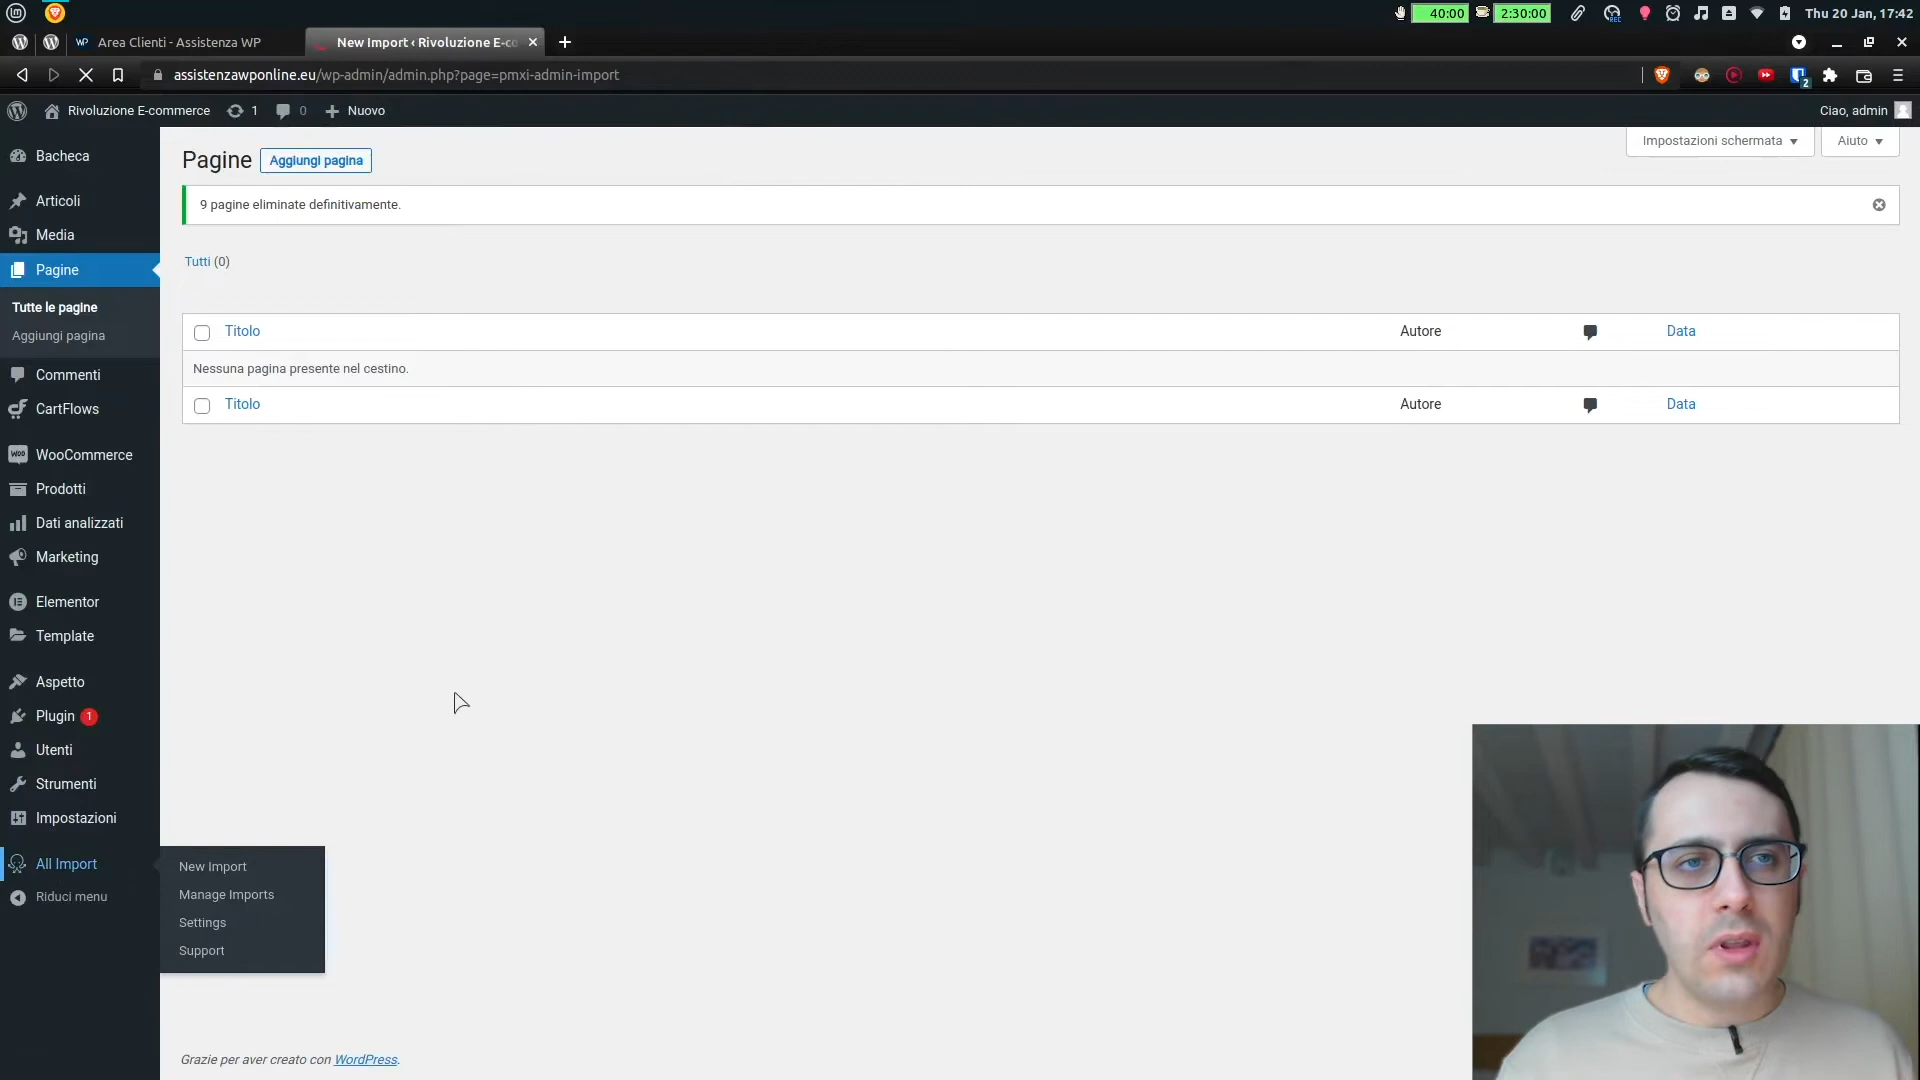 40:00
2:30:00
REC
Thu 20 Jan, 17:42
WP Area Clienti - Assistenza WP
New Import ‹ Rivoluzione E-co
assistenzawponline.eu/wp-admin/admin.php?page=pmxi-admin-import
2
Rivoluzione E-commerce
1
0
Nuovo
Ciao, admin
Impostazioni schermata
Aiuto
Bacheca
Articoli
Media
Pagine
Tutte le pagine
Aggiungi pagina
Commenti
CartFlows
WooCommerce
Prodotti
Dati analizzati
Marketing
Elementor
Template
Aspetto
Plugin 1
Utenti
Strumenti
Impostazioni
All Import
Riduci menu
New Import
Manage Imports
Settings
Support
Pagine
Aggiungi pagina
9 pagine eliminate definitivamente.
Tutti (0)
Titolo Autore Data
Nessuna pagina presente nel cestino.
Titolo Autore Data
Grazie per aver creato con WordPress.